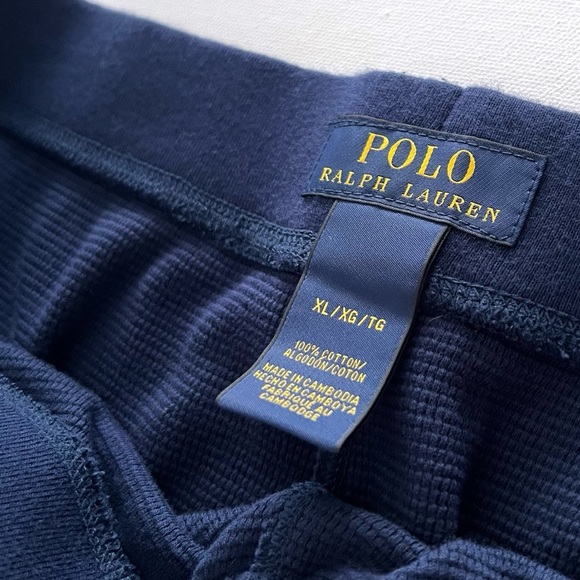 POLO
RALPH LAUREN
XL/XG/TG
100% COTTON/
ALGODÓN/COTON
MADE IN CAMBODIA
HECHO EN CAMBOYA
FABRIQUÉ AU
CAMBODGE